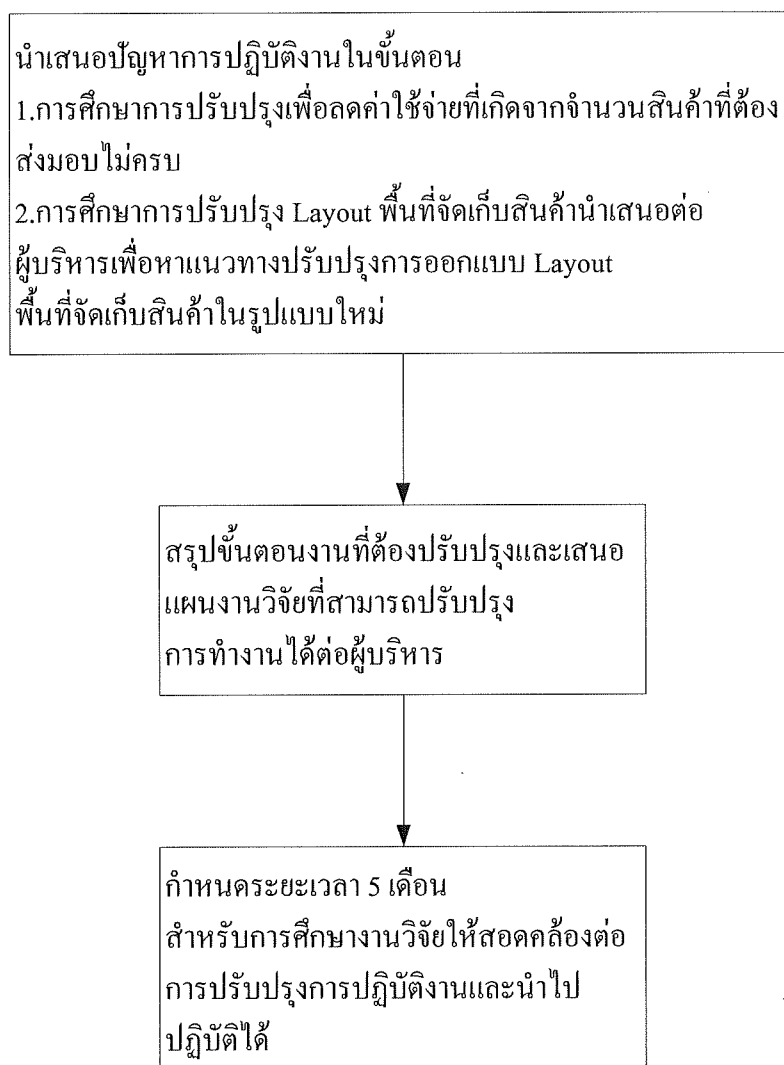 นำเสนอปัญหาการปฏิบัติงานในขั้นตอน
1.การศึกษาการปรับปรุงเพื่อลดค่าใช้จ่ายที่เกิดจากจำนวนสินค้าที่ต้อง
ส่งมอบไม่ครบ
2.การศึกษาการปรับปรุง Layout พื้นที่จัดเก็บสินค้านำเสนอต่อ
ผู้บริหารเพื่อหาแนวทางปรับปรุงการออกแบบ Layout
พื้นที่จัดเก็บสินค้าในรูปแบบใหม่
สรุปขั้นตอนงานที่ต้องปรับปรุงและเสนอ
แผนงานวิจัยที่สามารถปรับปรุง
การทำงานได้ต่อผู้บริหาร
กำหนดระยะเวลา 5 เดือน
สำหรับการศึกษางานวิจัยให้สอดคล้องต่อ
การปรับปรุงการปฏิบัติงานและนำไป
ปฏิบัติได้